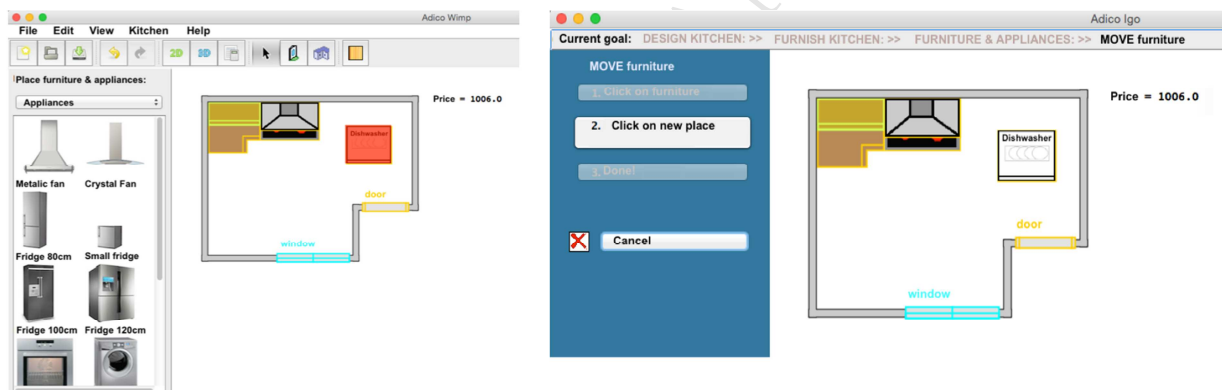 Adico Wimp
File Edit View Kitchen Help
2D 3D
Place furniture & appliances:
Appliances
Metalic fan Crystal Fan
Fridge 80cm Small fridge
Fridge 100cm Fridge 120cm
Price = 1006.0
Dishwasher
door
window
Adico Igo
Current goal: DESIGN KITCHEN: >> FURNISH KITCHEN: >> FURNITURE & APPLIANCES: >> MOVE furniture
MOVE furniture
1. Click on furniture
2. Click on new place
3. Done!
Cancel
Price = 1006.0
Dishwasher
door
window